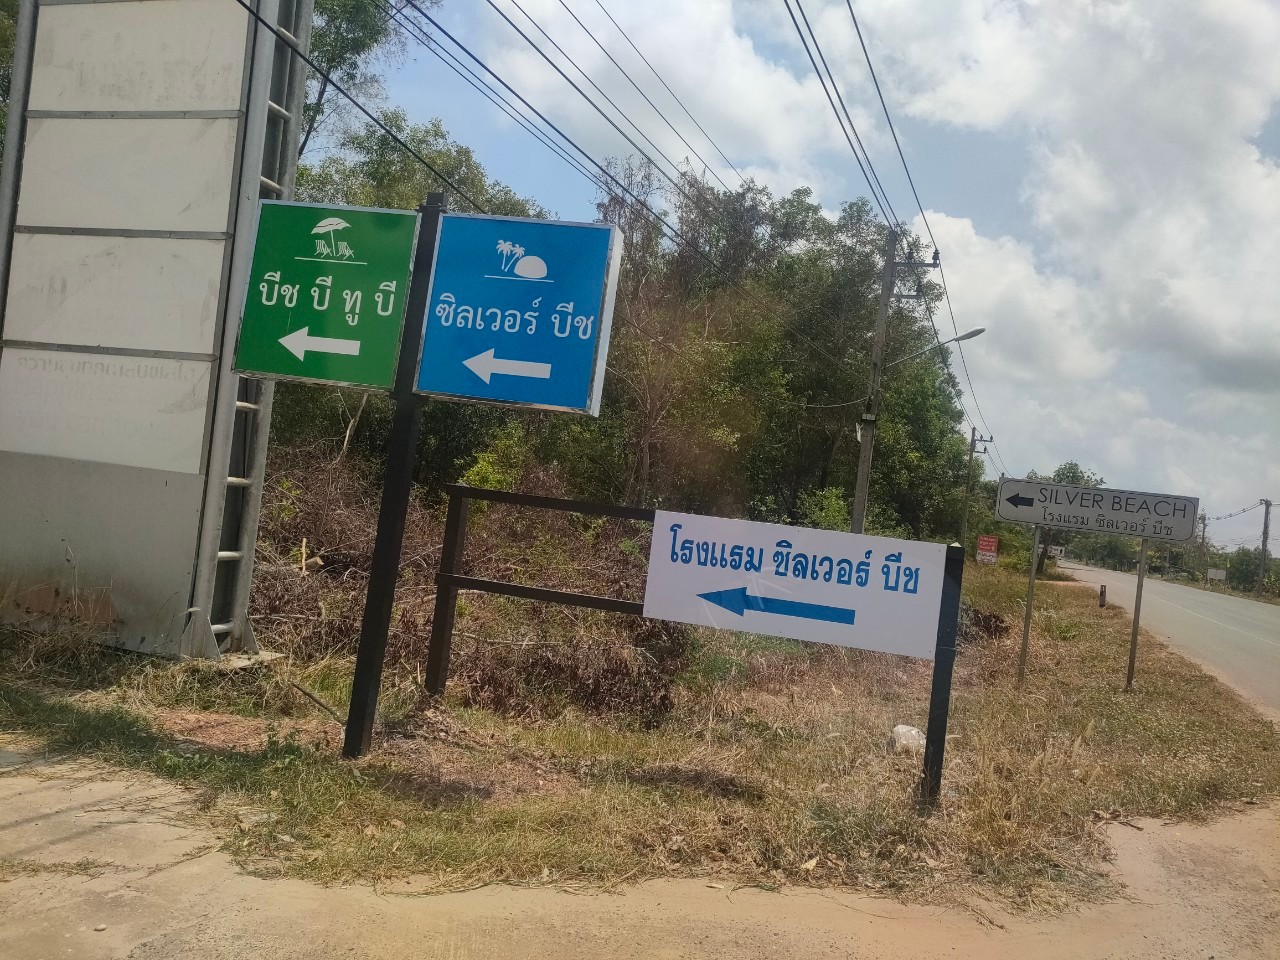 บีช บี ทู บี
ซิลเวอร์ บีช
โรงแรม ซิลเวอร์ บีช
SILVER BEACH
โรงแรม ซิลเวอร์ บีช